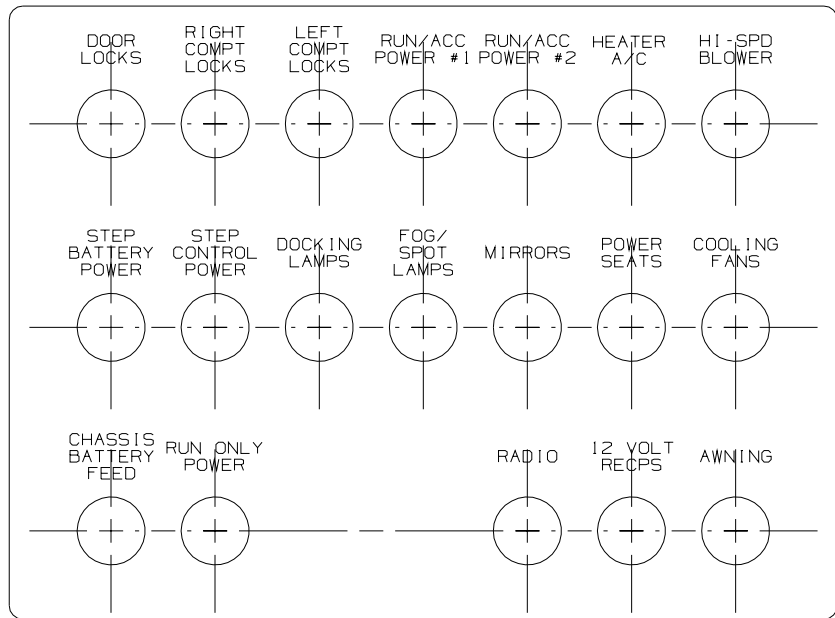 DOOR
LOCKS
RIGHT
COMPT
LOCKS
LEFT
COMPT
LOCKS
RUN/ACC
POWER #1
RUN/ACC
POWER #2
HEATER
A/C
HI-SPD
BLOWER
STEP
BATTERY
POWER
STEP
CONTROL
POWER
DOCKING
LAMPS
FOG/
SPOT
LAMPS
MIRRORS
POWER
SEATS
COOLING
FANS
CHASSIS
BATTERY
FEED
RUN ONLY
POWER
RADIO
12 VOLT
RECPS
AWNING